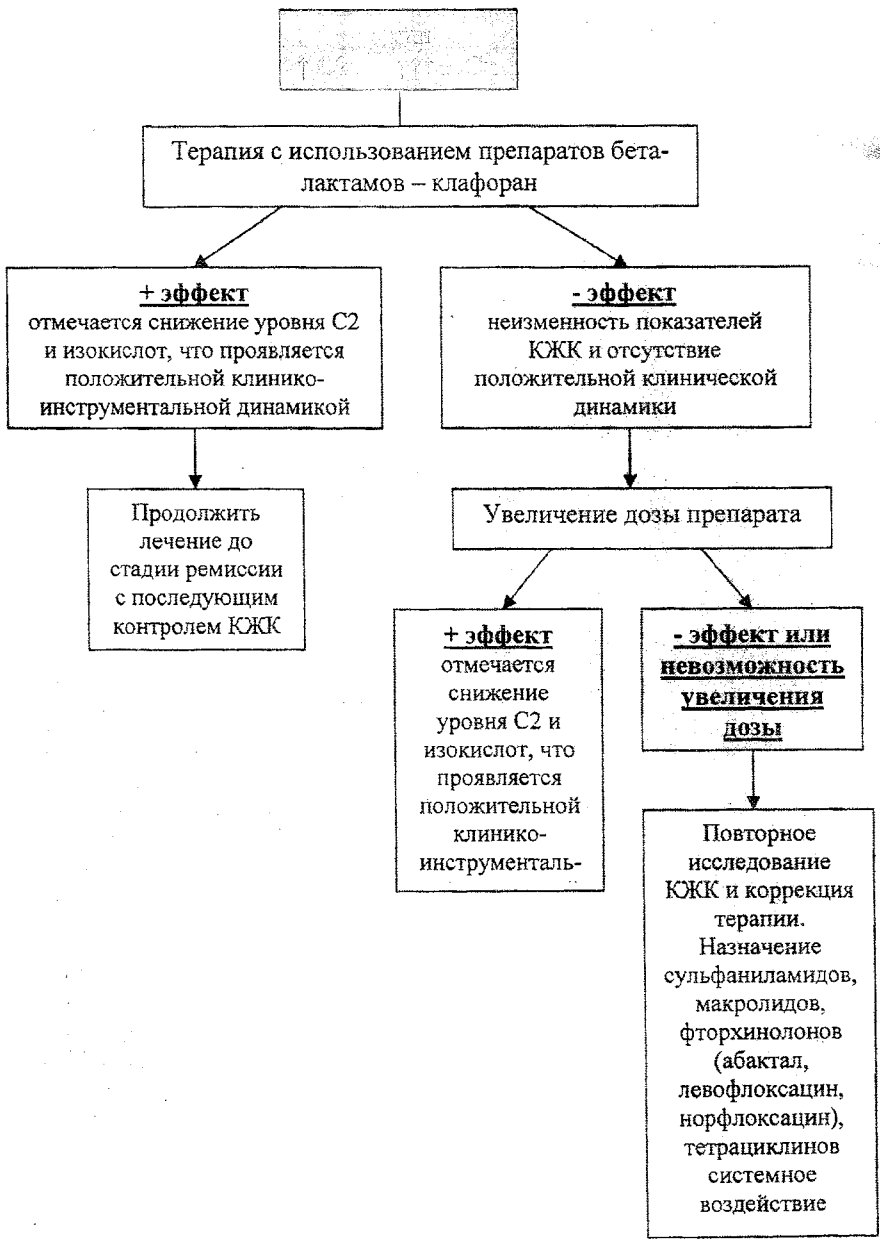 Терапия с использованием препаратов бета-
лактамов – клафоран
+ эффект
отмечается снижение уровня С2
и изокислот, что проявляется
положительной клинико-
инструментальной динамикой
- эффект
неизменность показателей
КЖК и отсутствие
положительной клинической
динамики
Продолжить
лечение до
стадии ремиссии
с последующим
контролем КЖК
Увеличение дозы препарата
+ эффект
отмечается
снижение
уровня С2 и
изокислот, что
проявляется
положительной
клинико-
инструменталь-
- эффект или
невозможность
увеличения
дозы
Повторное
исследование
КЖК и коррекция
терапии.
Назначение
сульфаниламидов,
макролидов,
фторхинолонов
(абактал,
левофлоксацин,
норфлоксацин),
тетрациклинов
системное
воздействие